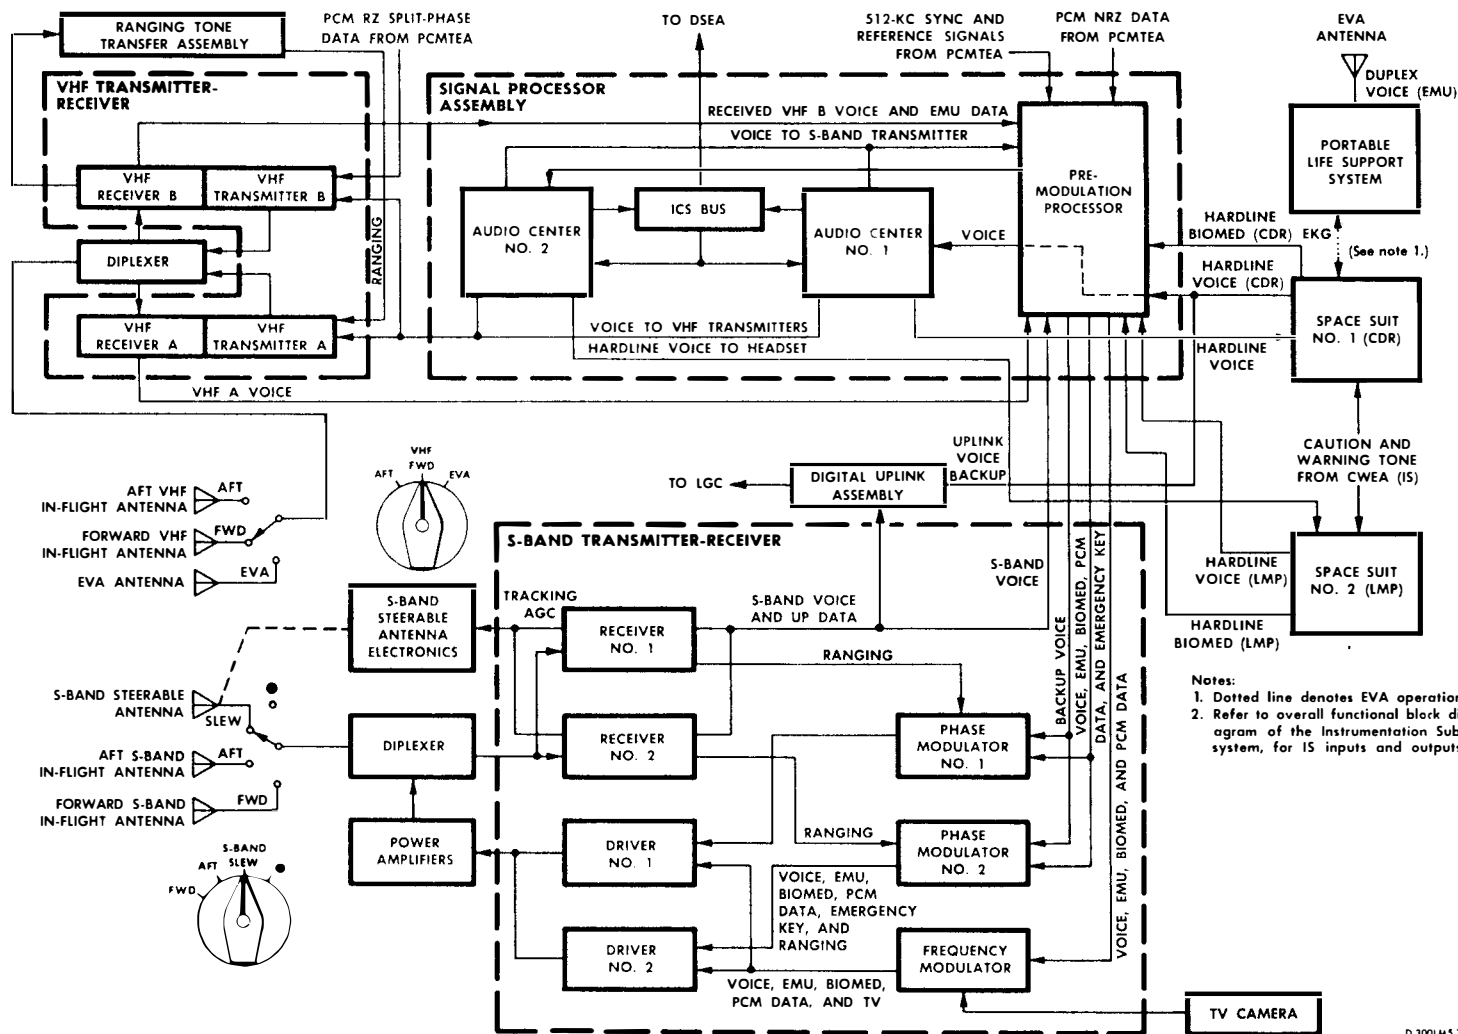 RANGING TONE
TRANSFER ASSEMBLY
PCM RZ SPLIT-PHASE
DATA FROM PCMTEA
TO DSEA
512-KC SYNC AND
REFERENCE SIGNALS
FROM PCMTEA
PCM NRZ DATA
FROM PCMTEA
EVA
ANTENNA
DUPLEX
VOICE (EMU)
VHF TRANSMITTER-
RECEIVER
VHF
RECEIVER B
VHF
TRANSMITTER B
DIPLEXER
RANGING
VHF
RECEIVER A
VHF
TRANSMITTER A
VHF A VOICE
SIGNAL PROCESSOR
ASSEMBLY
RECEIVED VHF B VOICE AND EMU DATA
VOICE TO S-BAND TRANSMITTER
AUDIO CENTER
NO. 2
ICS BUS
AUDIO CENTER
NO. 1
VOICE
PRE-
MODULATION
PROCESSOR
VOICE TO VHF TRANSMITTERS
HARDLINE VOICE TO HEADSET
PORTABLE
LIFE SUPPORT
SYSTEM
HARDLINE
BIOMED (CDR) EKG
(See note 1.)
HARDLINE
VOICE (CDR)
SPACE SUIT
NO. 1 (CDR)
HARDLINE
VOICE
CAUTION AND
WARNING TONE
FROM CWEA (IS)
SPACE SUIT
NO. 2 (LMP)
HARDLINE
VOICE (LMP)
HARDLINE
BIOMED (LMP)
UPLINK
VOICE
BACKUP
TO LGC
DIGITAL UPLINK
ASSEMBLY
VHF
AFT
FWD
EVA
AFT VHF
IN-FLIGHT ANTENNA
AFT
FORWARD VHF
IN-FLIGHT ANTENNA
FWD
EVA ANTENNA
EVA
S-BAND TRANSMITTER-RECEIVER
S-BAND
STEERABLE
ANTENNA
ELECTRONICS
TRACKING
AGC
RECEIVER
NO. 1
S-BAND VOICE
AND UP DATA
S-BAND
VOICE
RANGING
BACKUP VOICE
VOICE, EMU, BIOMED, PCM
DATA, AND EMERGENCY KEY
VOICE, EMU, BIOMED, AND PCM DATA
S-BAND STEERABLE
ANTENNA
SLEW
AFT S-BAND
IN-FLIGHT ANTENNA
AFT
FORWARD S-BAND
IN-FLIGHT ANTENNA
FWD
DIPLEXER
RECEIVER
NO. 2
PHASE
MODULATOR
NO. 1
POWER
AMPLIFIERS
DRIVER
NO. 1
RANGING
PHASE
MODULATOR
NO. 2
VOICE, EMU,
BIOMED, PCM
DATA, EMERGENCY
KEY, AND
RANGING
DRIVER
NO. 2
FREQUENCY
MODULATOR
VOICE, EMU, BIOMED,
PCM DATA, AND TV
TV CAMERA
S-BAND
FWD
AFT
SLEW
Notes:
1. Dotted line denotes EVA operation
2. Refer to overall functional block di
agram of the Instrumentation Sub
system, for IS inputs and outputs